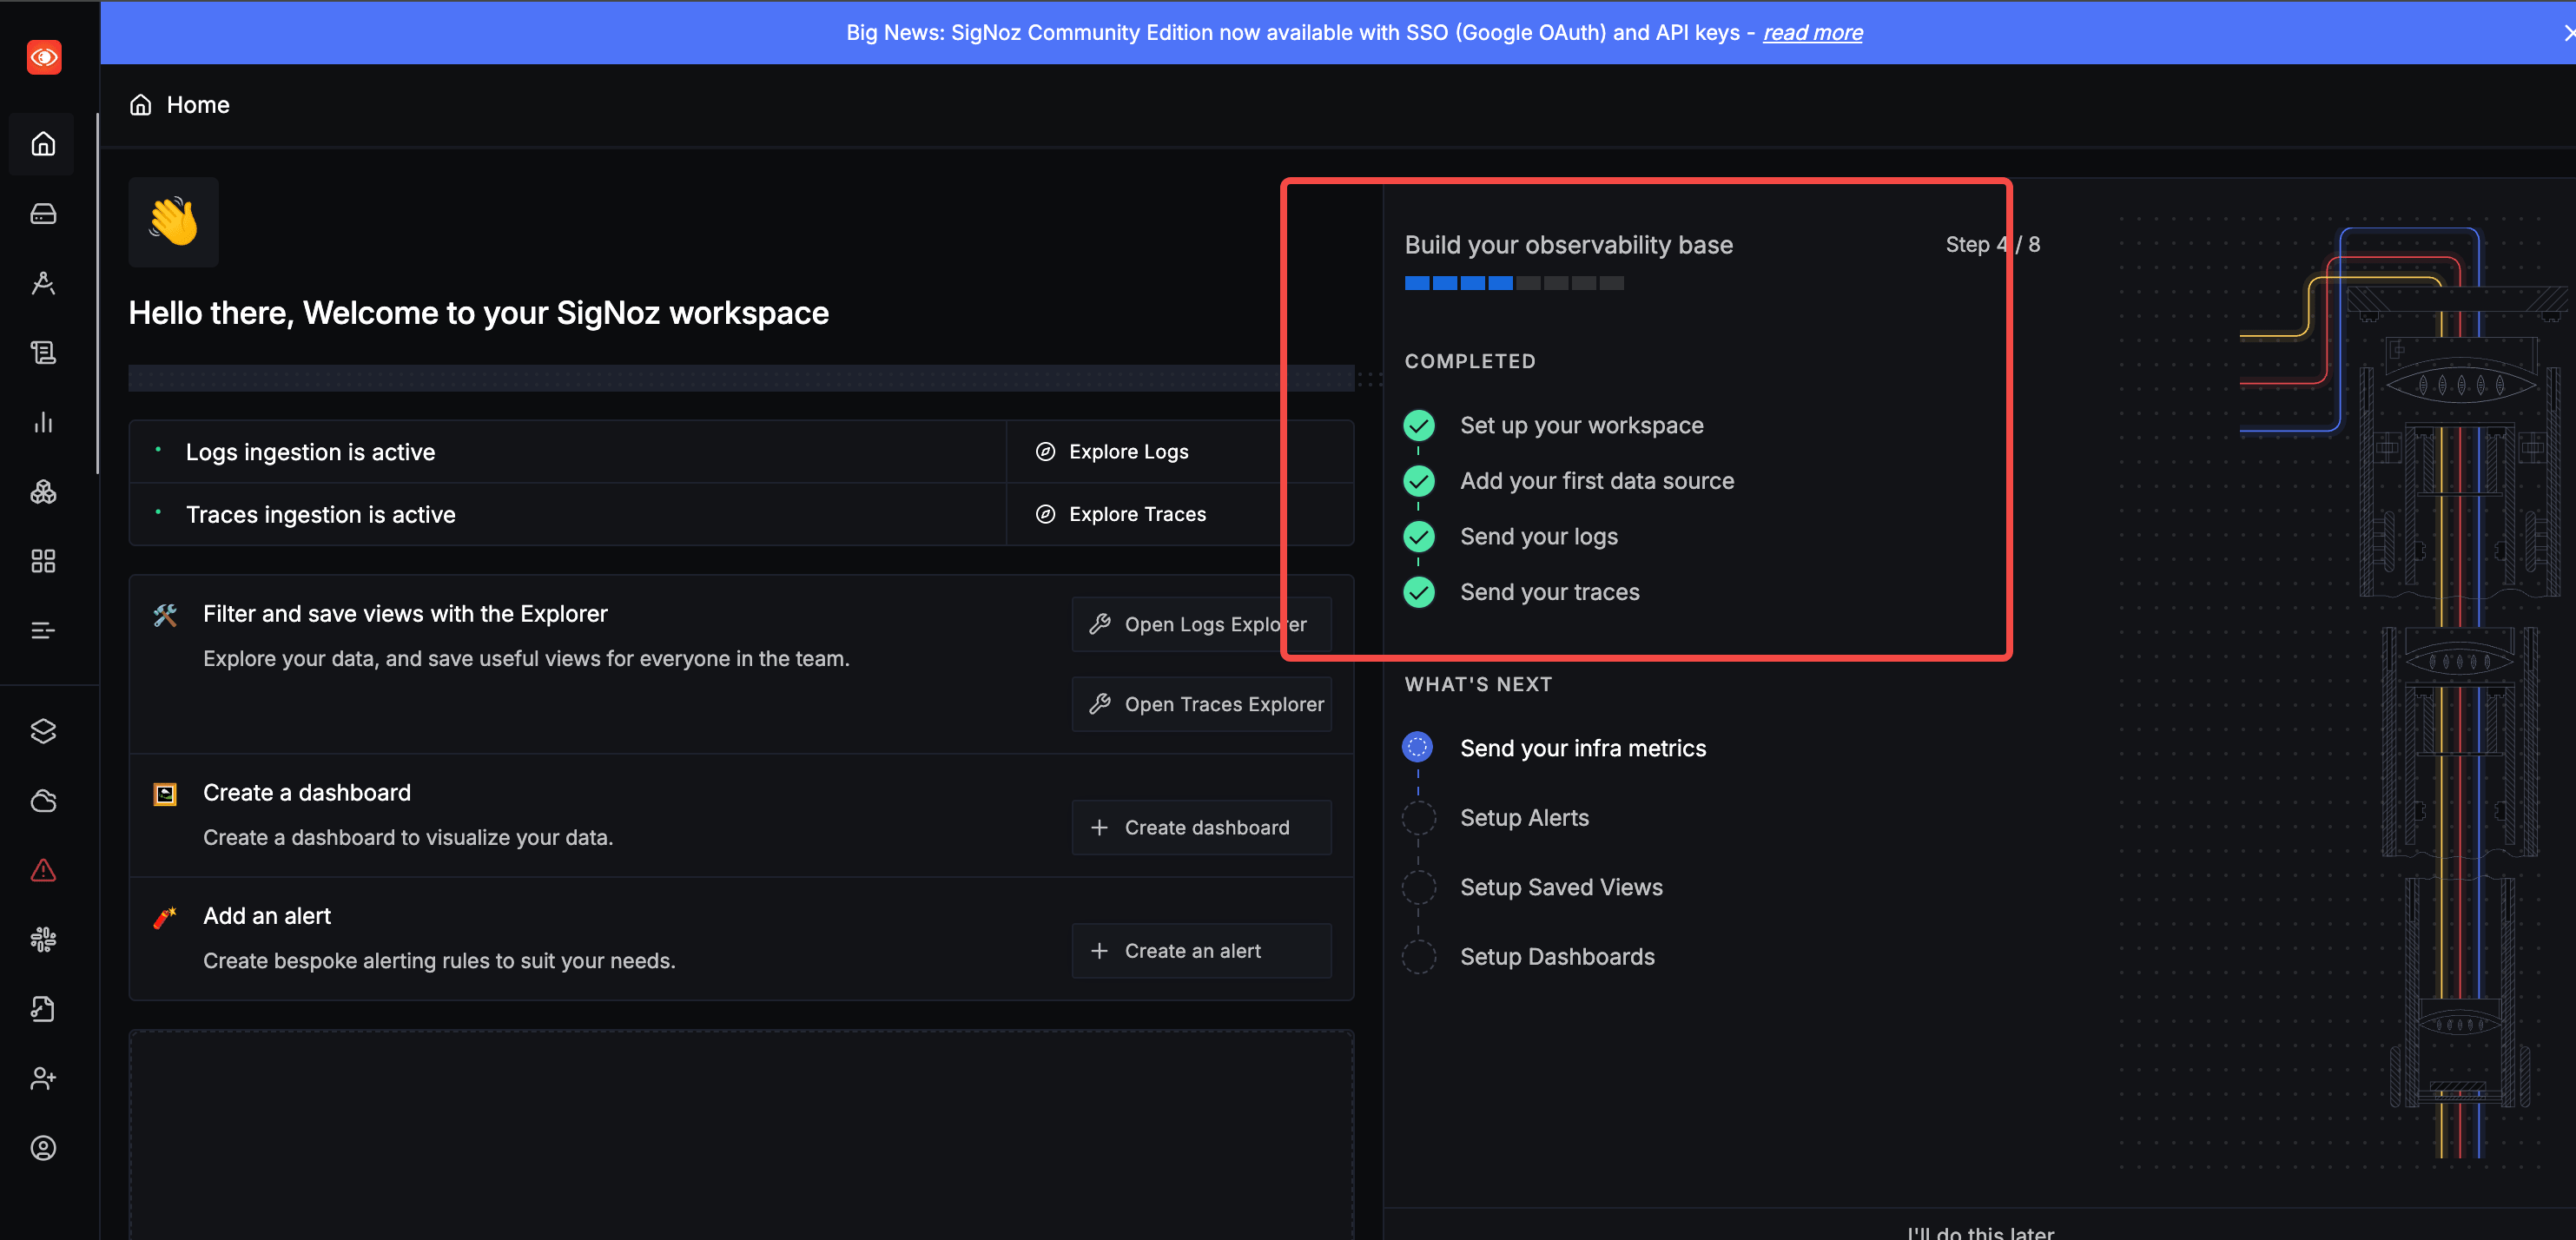 Big News: SigNoz Community Edition now available with SSO (Google OAuth) and API keys - read more
Home
Hello there, Welcome to your SigNoz workspace
Logs ingestion is active
Explore Logs
Traces ingestion is active
Explore Traces
Filter and save views with the Explorer
Explore your data, and save useful views for everyone in the team.
Open Logs Explorer
Open Traces Explorer
Create a dashboard
Create a dashboard to visualize your data.
Create dashboard
Add an alert
Create bespoke alerting rules to suit your needs.
Create an alert
Build your observability base
Step 4 / 8
COMPLETED
Set up your workspace
Add your first data source
Send your logs
Send your traces
WHAT'S NEXT
Send your infra metrics
Setup Alerts
Setup Saved Views
Setup Dashboards
I'll do this later